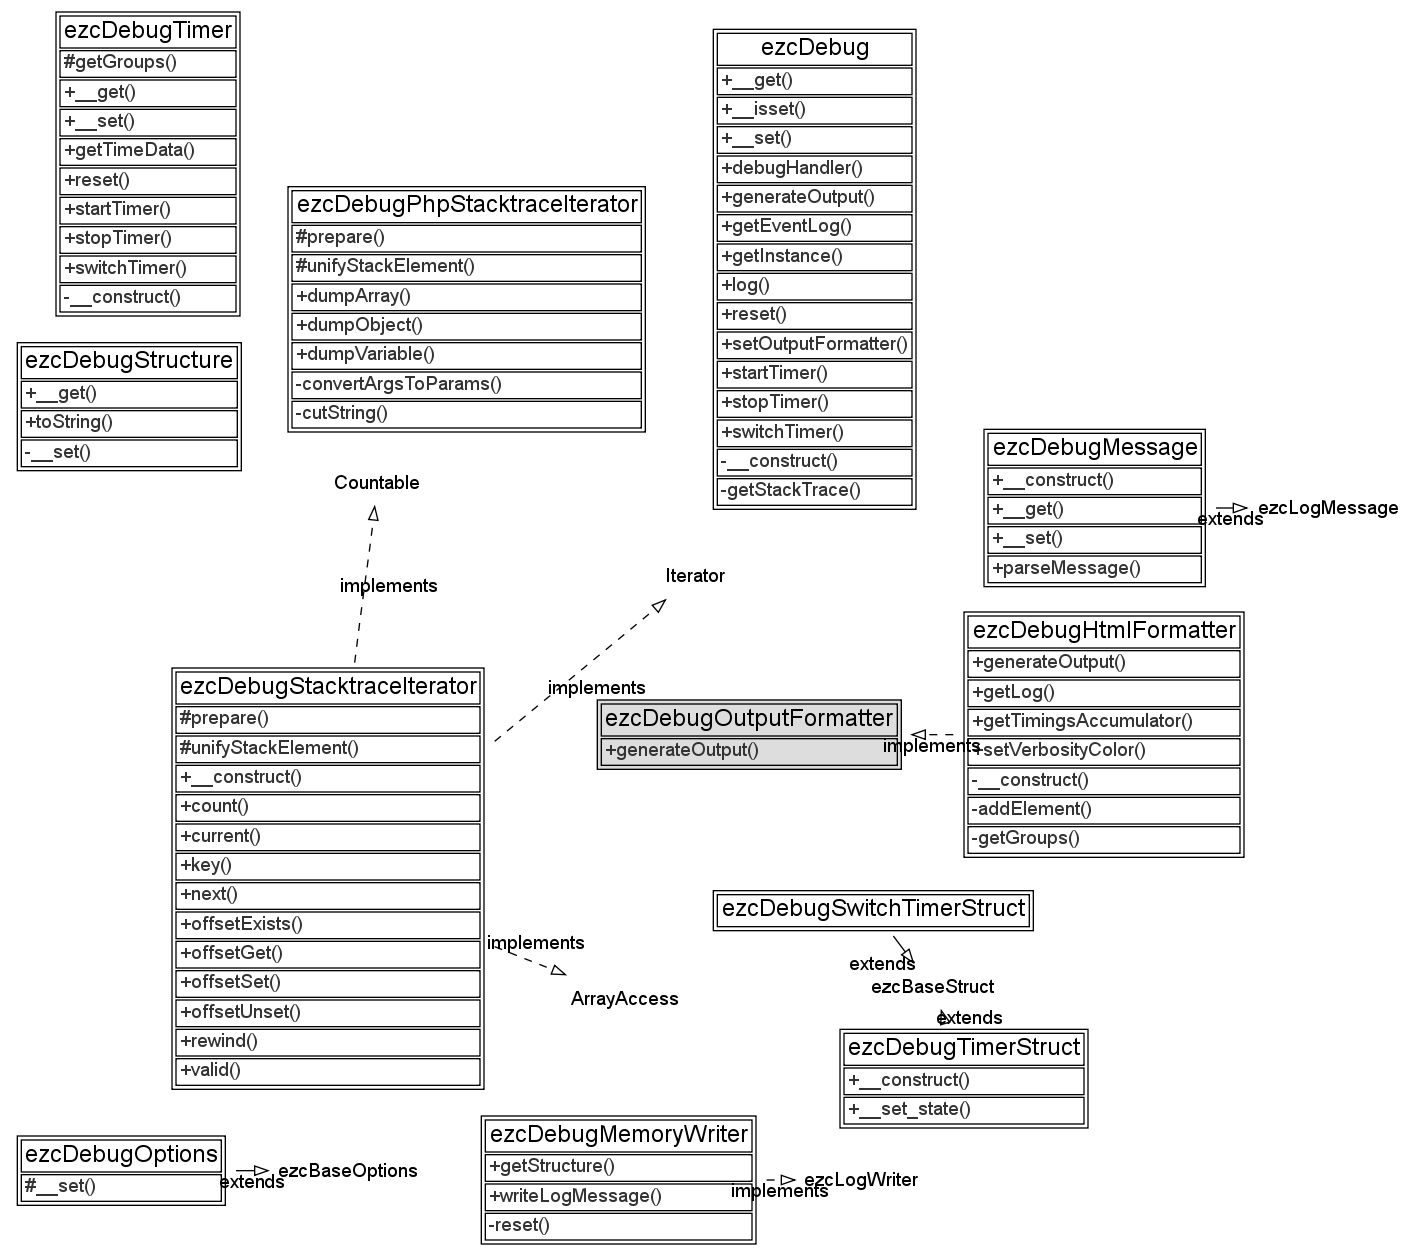 ezcDebugTimer
#getGroups()
+__get()
+__set()
+getTimeData()
+reset()
+startTimer()
+stopTimer()
+switchTimer()
-__construct()
ezcDebugStructure
+__get()
+toString()
-__set()
ezcDebugPhpStacktraceIterator
#prepare()
#unifyStackElement()
+dumpArray()
+dumpObject()
+dumpVariable()
-convertArgsToParams()
-cutString()
ezcDebug
+__get()
+__isset()
+__set()
+debugHandler()
+generateOutput()
+getEventLog()
+getInstance()
+log()
+reset()
+setOutputFormatter()
+startTimer()
+stopTimer()
+switchTimer()
-__construct()
-getStackTrace()
ezcDebugMessage
+__construct()
+__get()
+__set()
+parseMessage()
extends
ezcLogMessage
Countable
implements
Iterator
implements
ezcDebugStacktraceIterator
#prepare()
#unifyStackElement()
+__construct()
+count()
+current()
+key()
+next()
+offsetExists()
+offsetGet()
+offsetSet()
+offsetUnset()
+rewind()
+valid()
implements
ArrayAccess
ezcDebugOutputFormatter
+generateOutput()
implements
ezcDebugHtmlFormatter
+generateOutput()
+getLog()
+getTimingsAccumulator()
+setVerbosityColor()
-__construct()
-addElement()
-getGroups()
ezcDebugSwitchTimerStruct
extends
ezcBaseStruct
extends
ezcDebugTimerStruct
+__construct()
+__set_state()
ezcDebugOptions
#__set()
extends
ezcBaseOptions
ezcDebugMemoryWriter
+getStructure()
+writeLogMessage()
-reset()
implements
ezcLogWriter